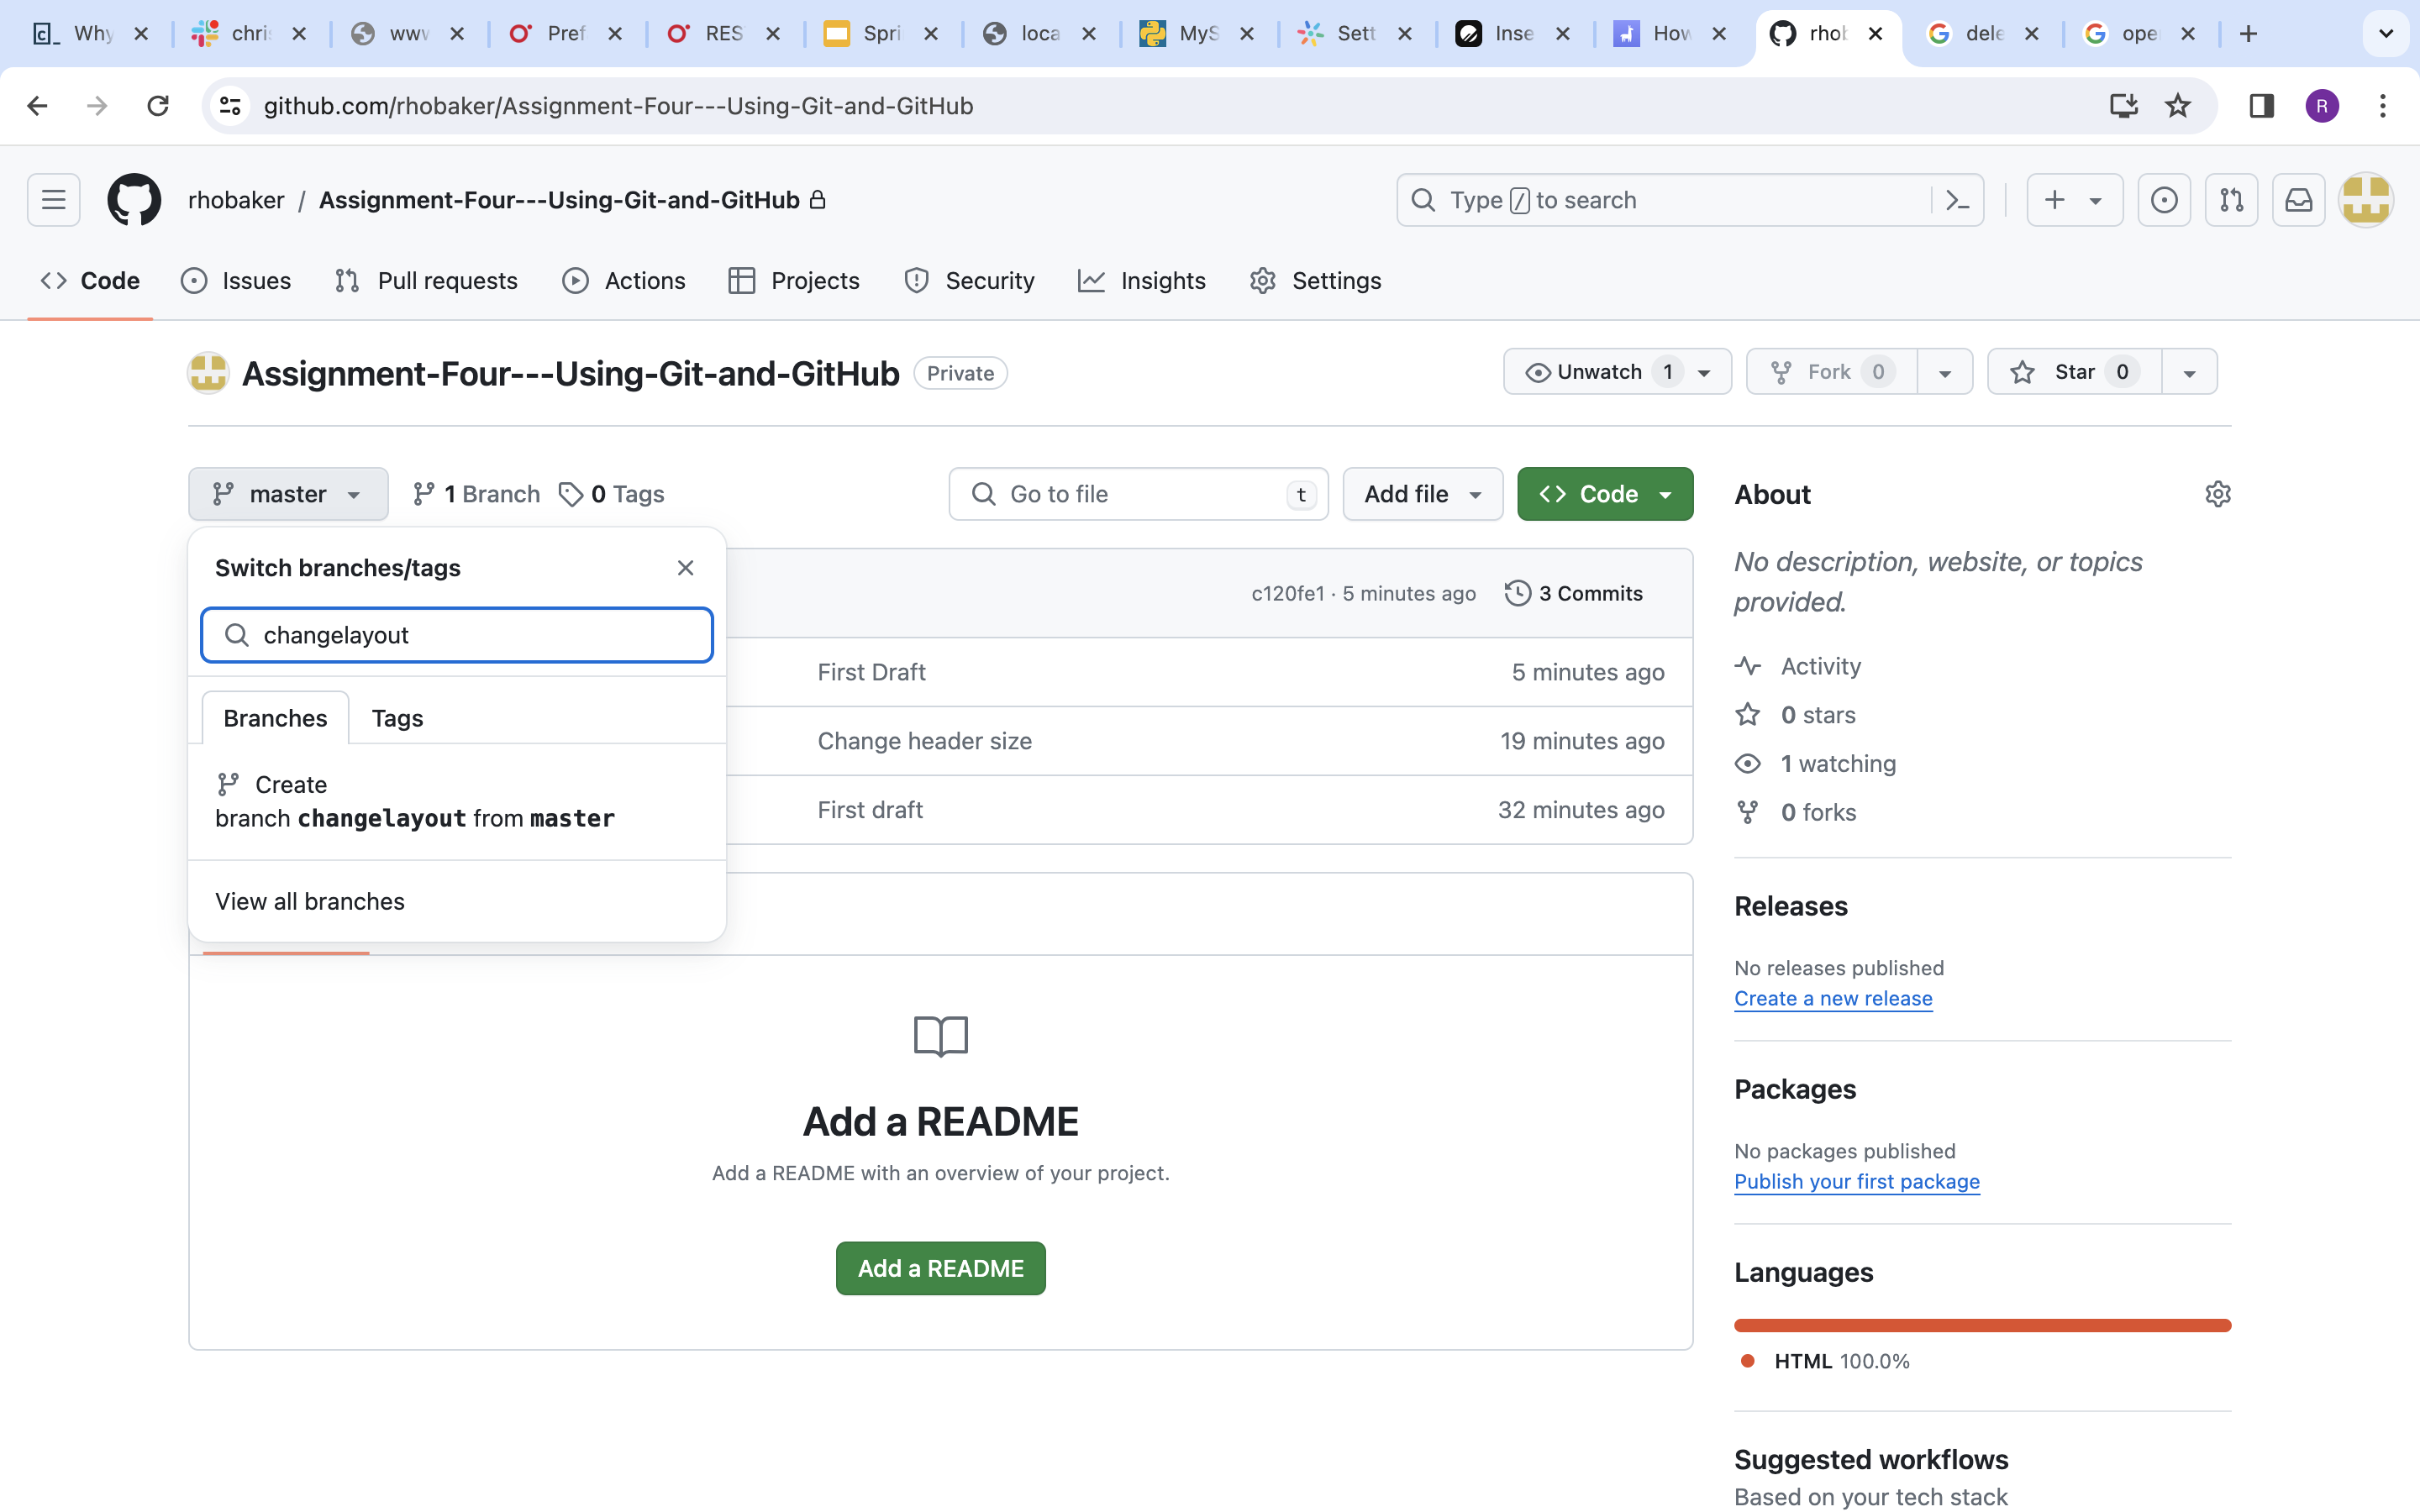 Why
chri
www
Pref
RES
Spri
loca
MyS
Sett
Inse
How
rhob
dele
ope
github.com/rhobaker/Assignment-Four---Using-Git-and-GitHub
R
rhobaker / Assignment-Four---Using-Git-and-GitHub
Type / to search
Code
Issues
Pull requests
Actions
Projects
Security
Insights
Settings
Assignment-Four---Using-Git-and-GitHub Private
Unwatch 1
Fork 0
Star 0
master
1 Branch
0 Tags
Go to file t
Add file
Code
Switch branches/tags
changelayout
Branches
Tags
Create
branch changelayout from master
View all branches
c120fe1 · 5 minutes ago
3 Commits
First Draft
5 minutes ago
Change header size
19 minutes ago
First draft
32 minutes ago
Add a README
Add a README with an overview of your project.
Add a README
About
No description, website, or topics
provided.
Activity
0 stars
1 watching
0 forks
Releases
No releases published
Create a new release
Packages
No packages published
Publish your first package
Languages
HTML 100.0%
Suggested workflows
Based on your tech stack